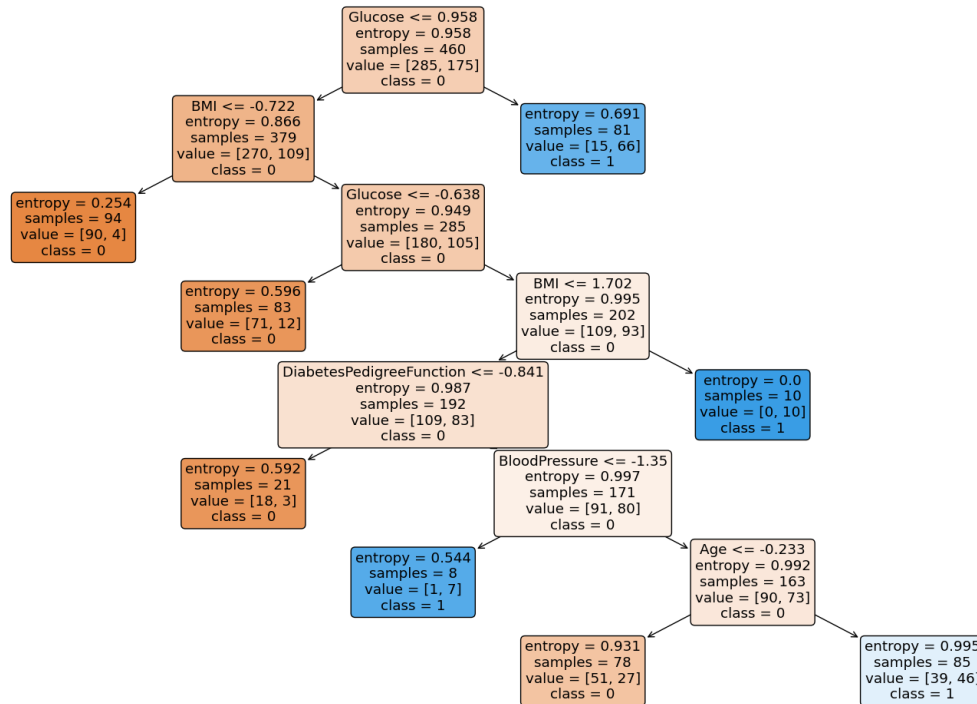 Glucose <= 0.958
entropy = 0.958
samples = 460
value = [285, 175]
class = 0
BMI <= -0.722
entropy = 0.866
samples = 379
value = [270, 109]
class = 0
entropy = 0.691
samples = 81
value = [15, 66]
class = 1
entropy = 0.254
samples = 94
value = [90, 4]
class = 0
Glucose <= -0.638
entropy = 0.949
samples = 285
value = [180, 105]
class = 0
entropy = 0.596
samples = 83
value = [71, 12]
class = 0
BMI <= 1.702
entropy = 0.995
samples = 202
value = [109, 93]
class = 0
DiabetesPedigreeFunction <= -0.841
entropy = 0.987
samples = 192
value = [109, 83]
class = 0
entropy = 0.0
samples = 10
value = [0, 10]
class = 1
entropy = 0.592
samples = 21
value = [18, 3]
class = 0
BloodPressure <= -1.35
entropy = 0.997
samples = 171
value = [91, 80]
class = 0
entropy = 0.544
samples = 8
value = [1, 7]
class = 1
Age <= -0.233
entropy = 0.992
samples = 163
value = [90, 73]
class = 0
entropy = 0.931
samples = 78
value = [51, 27]
class = 0
entropy = 0.995
samples = 85
value = [39, 46]
class = 1